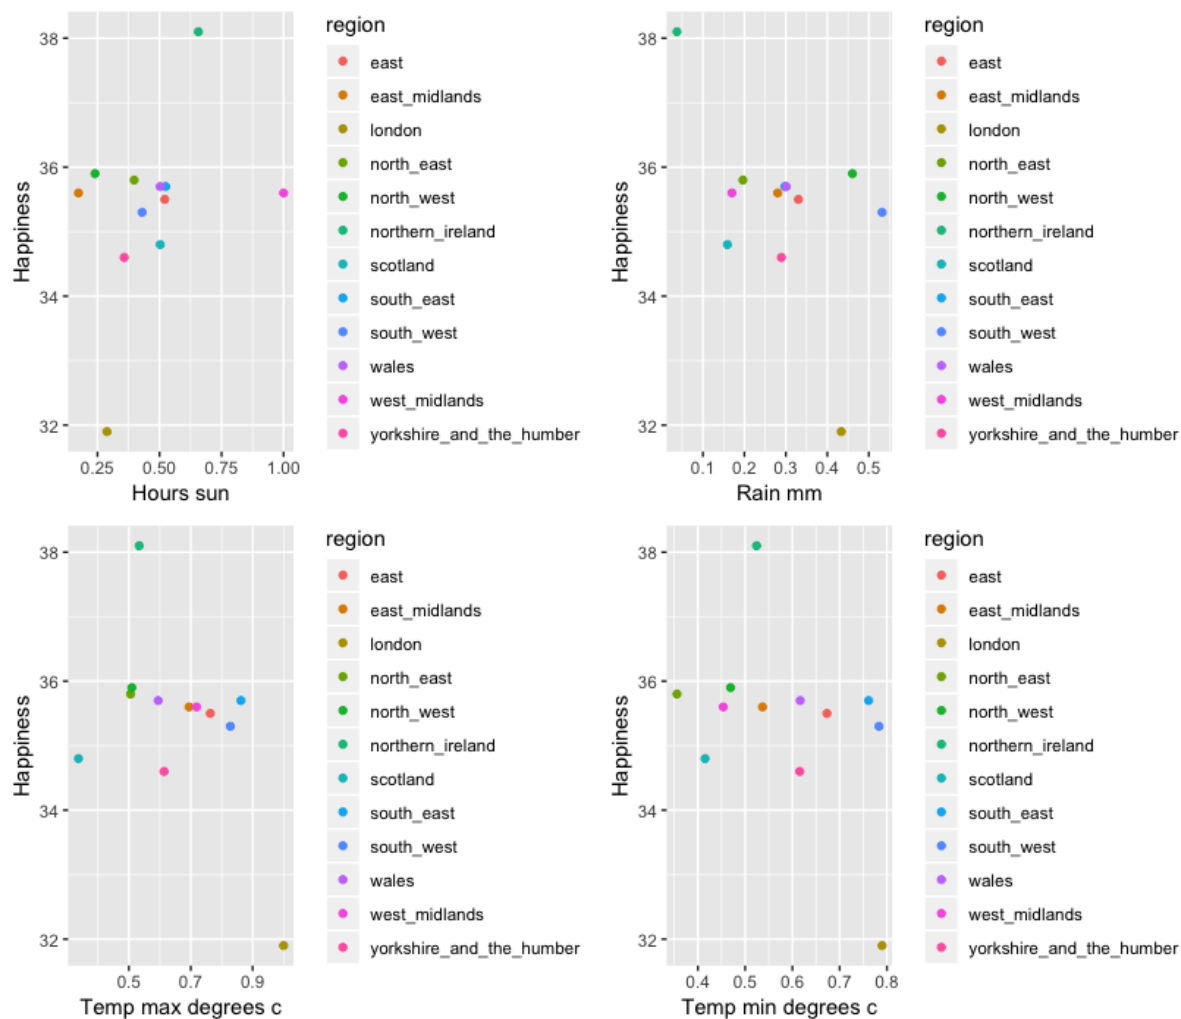 region
38
east
east_midlands
london
36
north_east
north_west
Happiness
northern_ireland
scotland
34
south_east
south_west
wales
west_midlands
32
yorkshire_and_the_humber
0.25 0.50 0.75 1.00
Hours sun
region
38
east
east_midlands
london
36
north_east
north_west
Happiness
northern_ireland
scotland
34
south_east
south_west
wales
west_midlands
32
yorkshire_and_the_humber
0.1 0.2 0.3 0.4 0.5
Rain mm
region
38
east
east_midlands
london
36
north_east
north_west
Happiness
northern_ireland
scotland
34
south_east
south_west
wales
west_midlands
32
yorkshire_and_the_humber
0.5 0.7 0.9
Temp max degrees c
region
38
east
east_midlands
london
36
north_east
north_west
Happiness
northern_ireland
scotland
34
south_east
south_west
wales
west_midlands
32
yorkshire_and_the_humber
0.4 0.5 0.6 0.7 0.8
Temp min degrees c